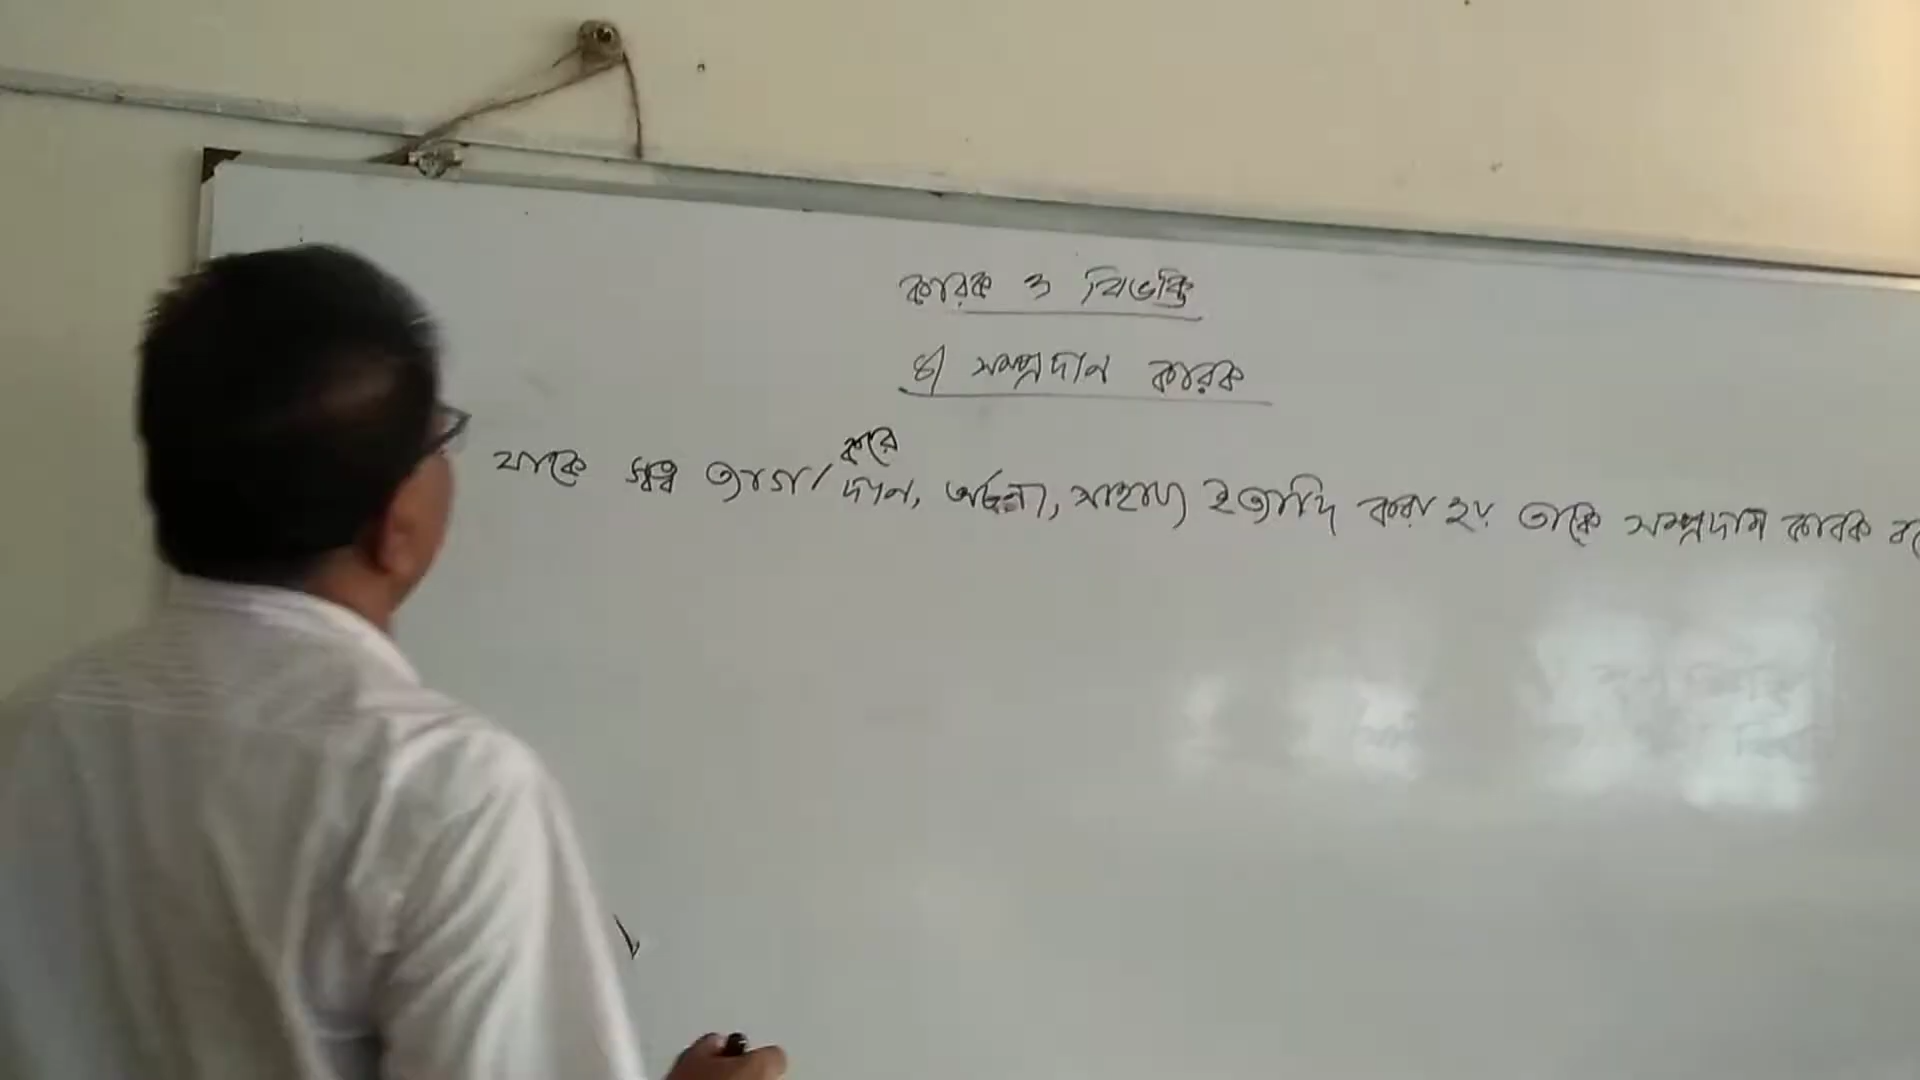 কারক ও বিভক্তি
৪/ সম্প্রদান কারক
যাকে স্বত্ব ত্যাগ করে দান, অর্চনা, সাহায্য ইত্যাদি করা হয় তাকে সম্প্রদান কারক